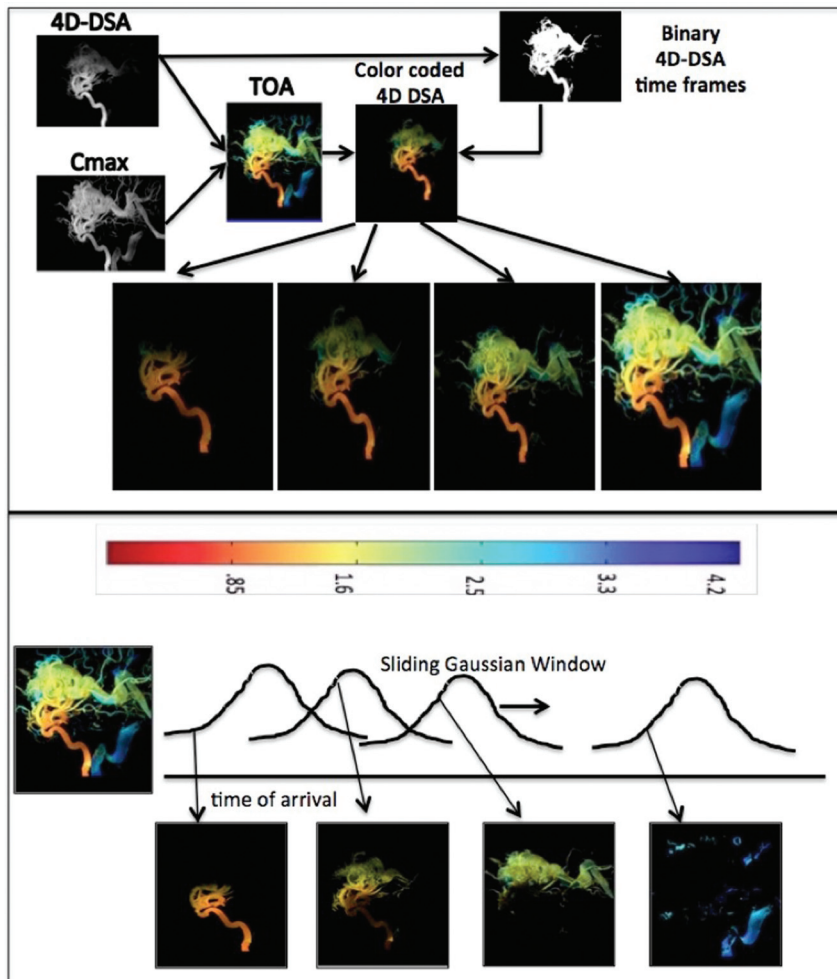 4D-DSA
Binary
4D-DSA
time frames
Color coded
4D DSA
TOA
Cmax
.85
1.6
2.5
3.3
4.2
Sliding Gaussian Window
time of arrival